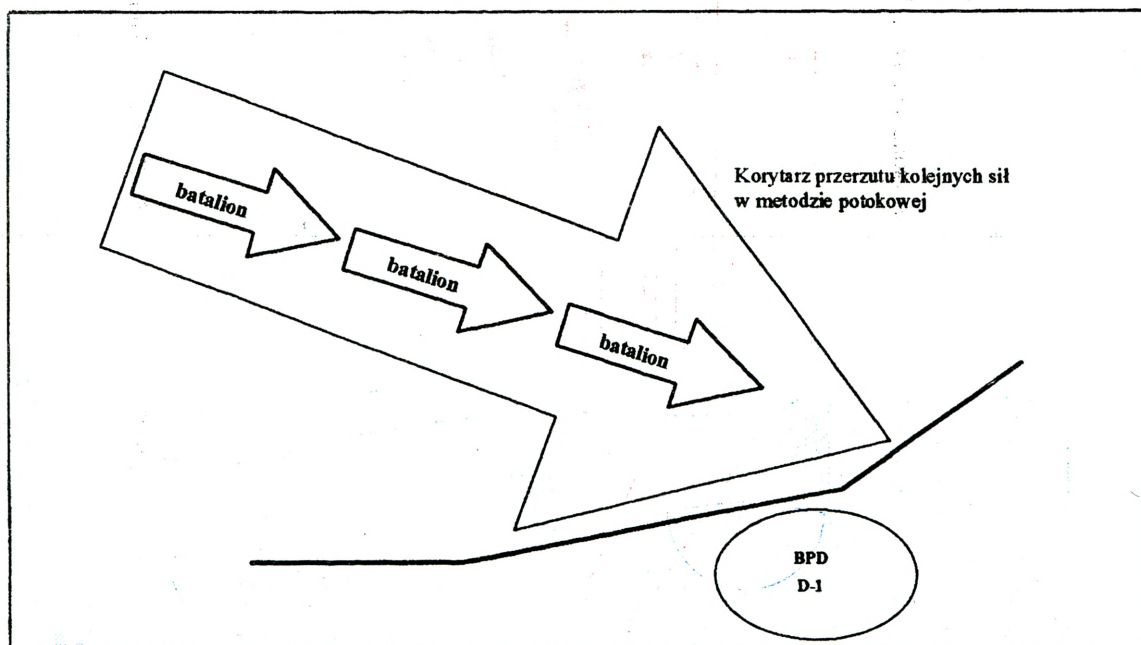 Korytarz przerzutu kolejnych sił
w metodzie potokowej
batalion
batalion
batalion
BPD
D-1